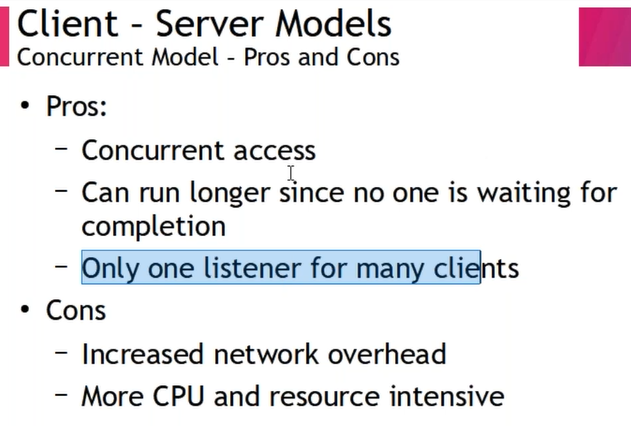 Client – Server Models
Concurrent Model – Pros and Cons
• Pros:
– Concurrent access
– Can run longer since no one is waiting for
completion
– Only one listener for many clients
• Cons
– Increased network overhead
– More CPU and resource intensive